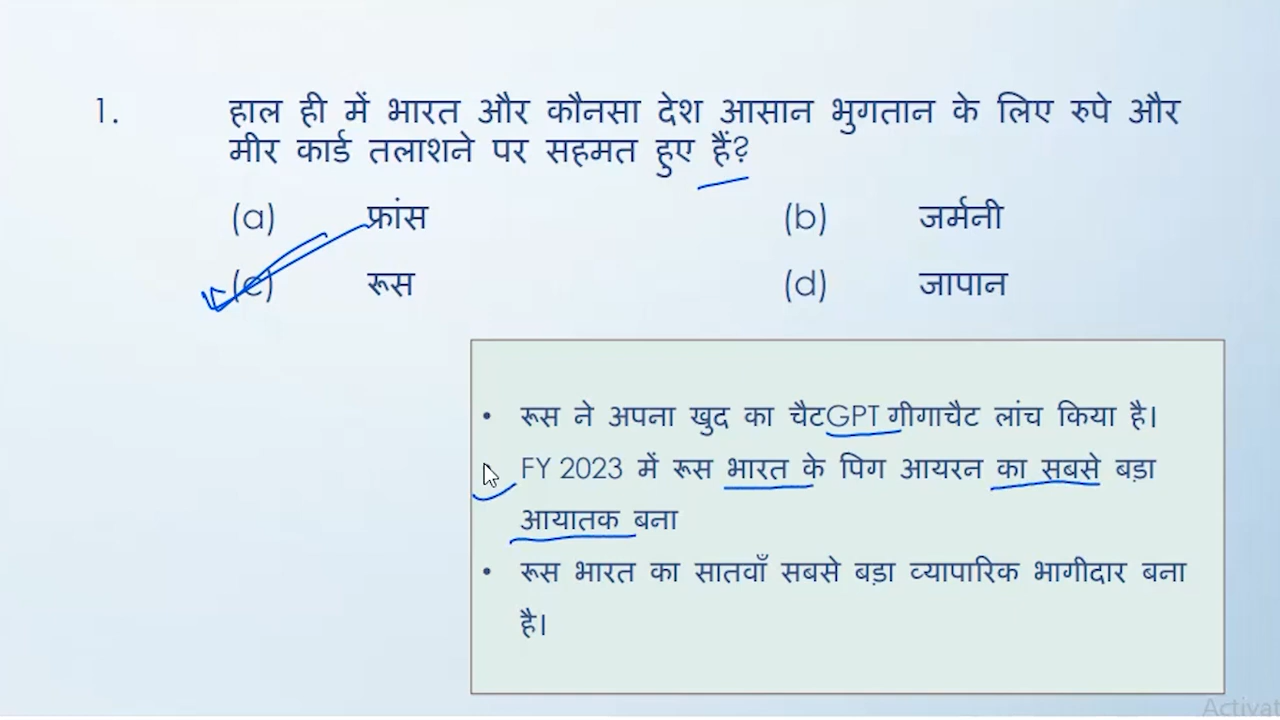 1. हाल ही में भारत और कौनसा देश आसान भुगतान के लिए रुपे और
मीर कार्ड तलाशने पर सहमत हुए हैं?
(a) फ्रांस (b) जर्मनी
(c) रूस (d) जापान
• रूस ने अपना खुद का चैटGPT गीगाचैट लांच किया है।
FY 2023 में रूस भारत के पिग आयरन का सबसे बड़ा
आयातक बना
• रूस भारत का सातवाँ सबसे बड़ा व्यापारिक भागीदार बना
है।
Activat